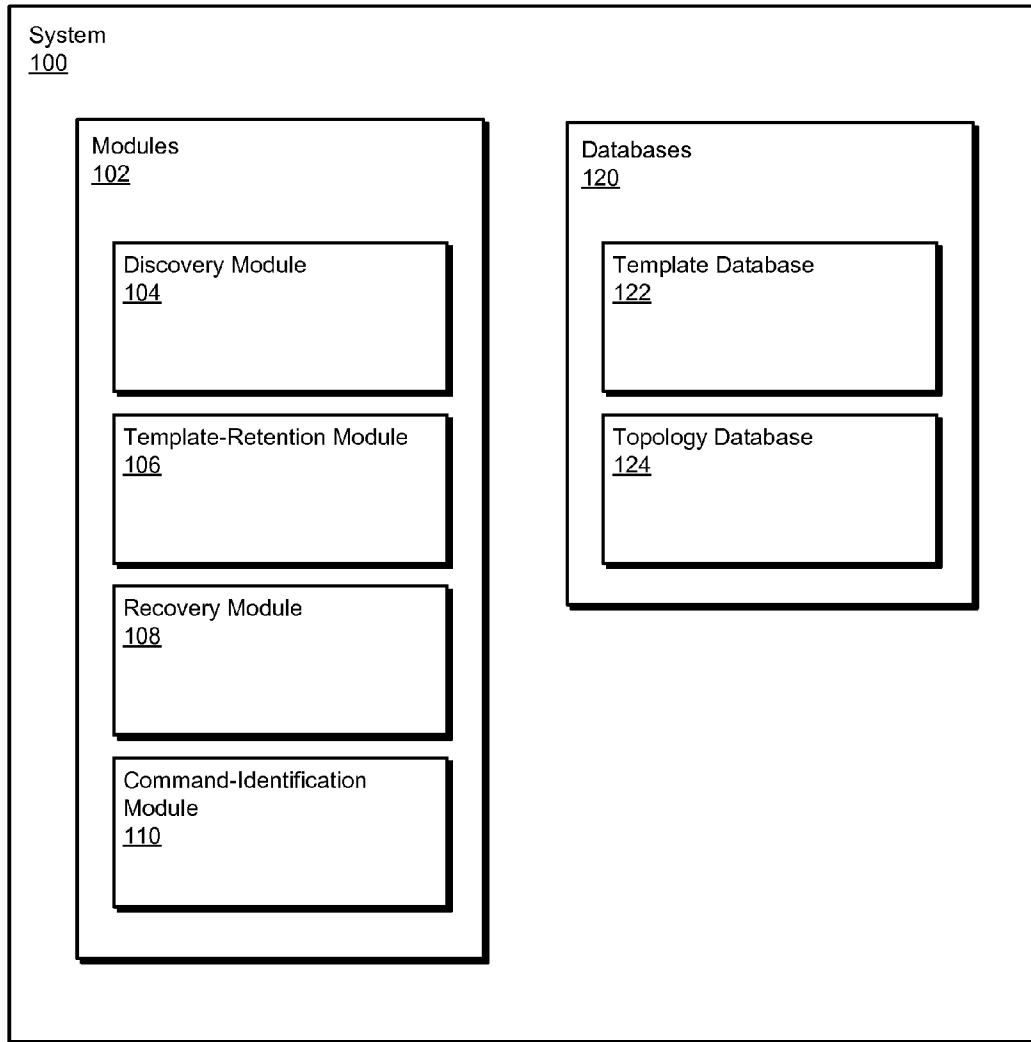 System
100
Modules
102
Discovery Module
104
Template-Retention Module
106
Recovery Module
108
Command-Identification
Module
110
Databases
120
Template Database
122
Topology Database
124